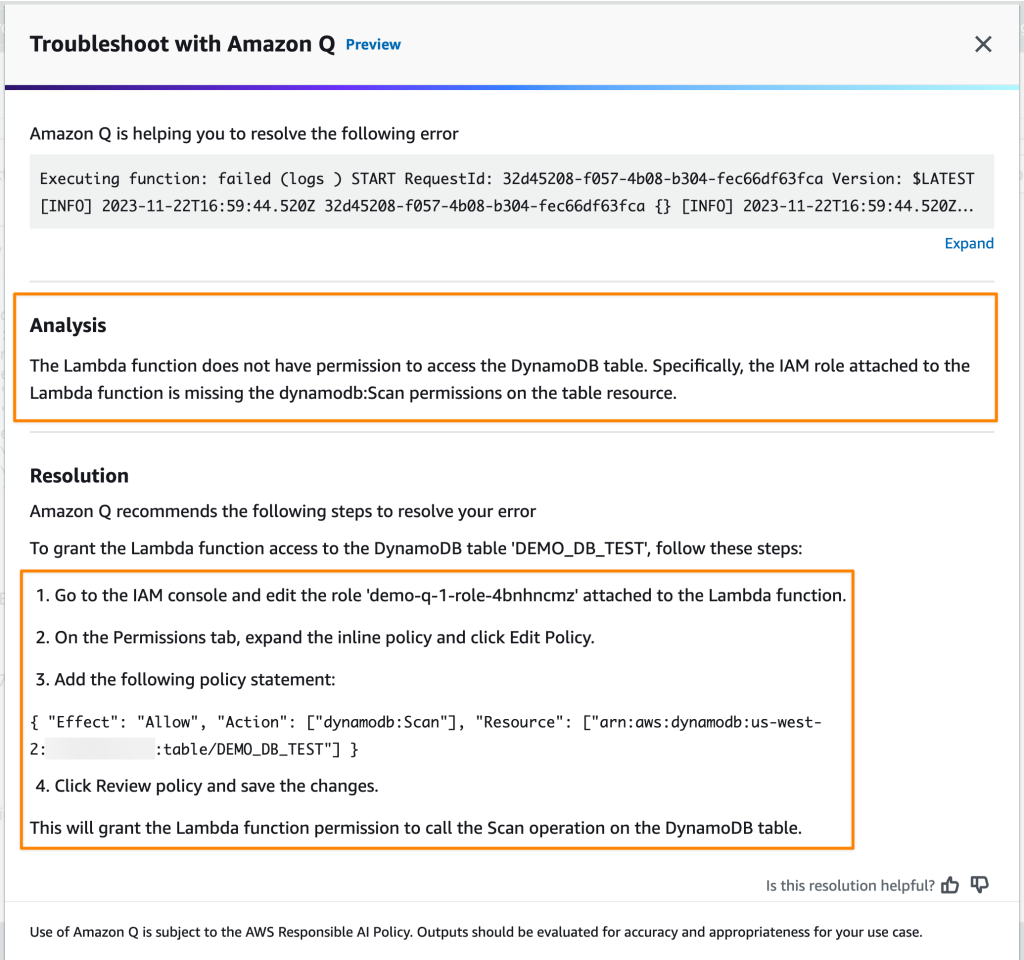 Troubleshoot with Amazon Q Preview
Amazon Q is helping you to resolve the following error
Executing function: failed (logs ) START RequestId: 32d45208-f057-4b08-b304-fec66df63fca Version: $LATEST
[INFO] 2023-11-22T16:59:44.520Z 32d45208-f057-4b08-b304-fec66df63fca {} [INFO] 2023-11-22T16:59:44.520Z...
Expand
Analysis
The Lambda function does not have permission to access the DynamoDB table. Specifically, the IAM role attached to the
Lambda function is missing the dynamodb:Scan permissions on the table resource.
Resolution
Amazon Q recommends the following steps to resolve your error
To grant the Lambda function access to the DynamoDB table 'DEMO_DB_TEST', follow these steps:
1. Go to the IAM console and edit the role 'demo-q-1-role-4bnhncmz' attached to the Lambda function.
2. On the Permissions tab, expand the inline policy and click Edit Policy.
3. Add the following policy statement:
{ "Effect": "Allow", "Action": ["dynamodb:Scan"], "Resource": ["arn:aws:dynamodb:us-west-
2: :table/DEMO_DB_TEST"] }
4. Click Review policy and save the changes.
This will grant the Lambda function permission to call the Scan operation on the DynamoDB table.
Is this resolution helpful?
Use of Amazon Q is subject to the AWS Responsible AI Policy. Outputs should be evaluated for accuracy and appropriateness for your use case.